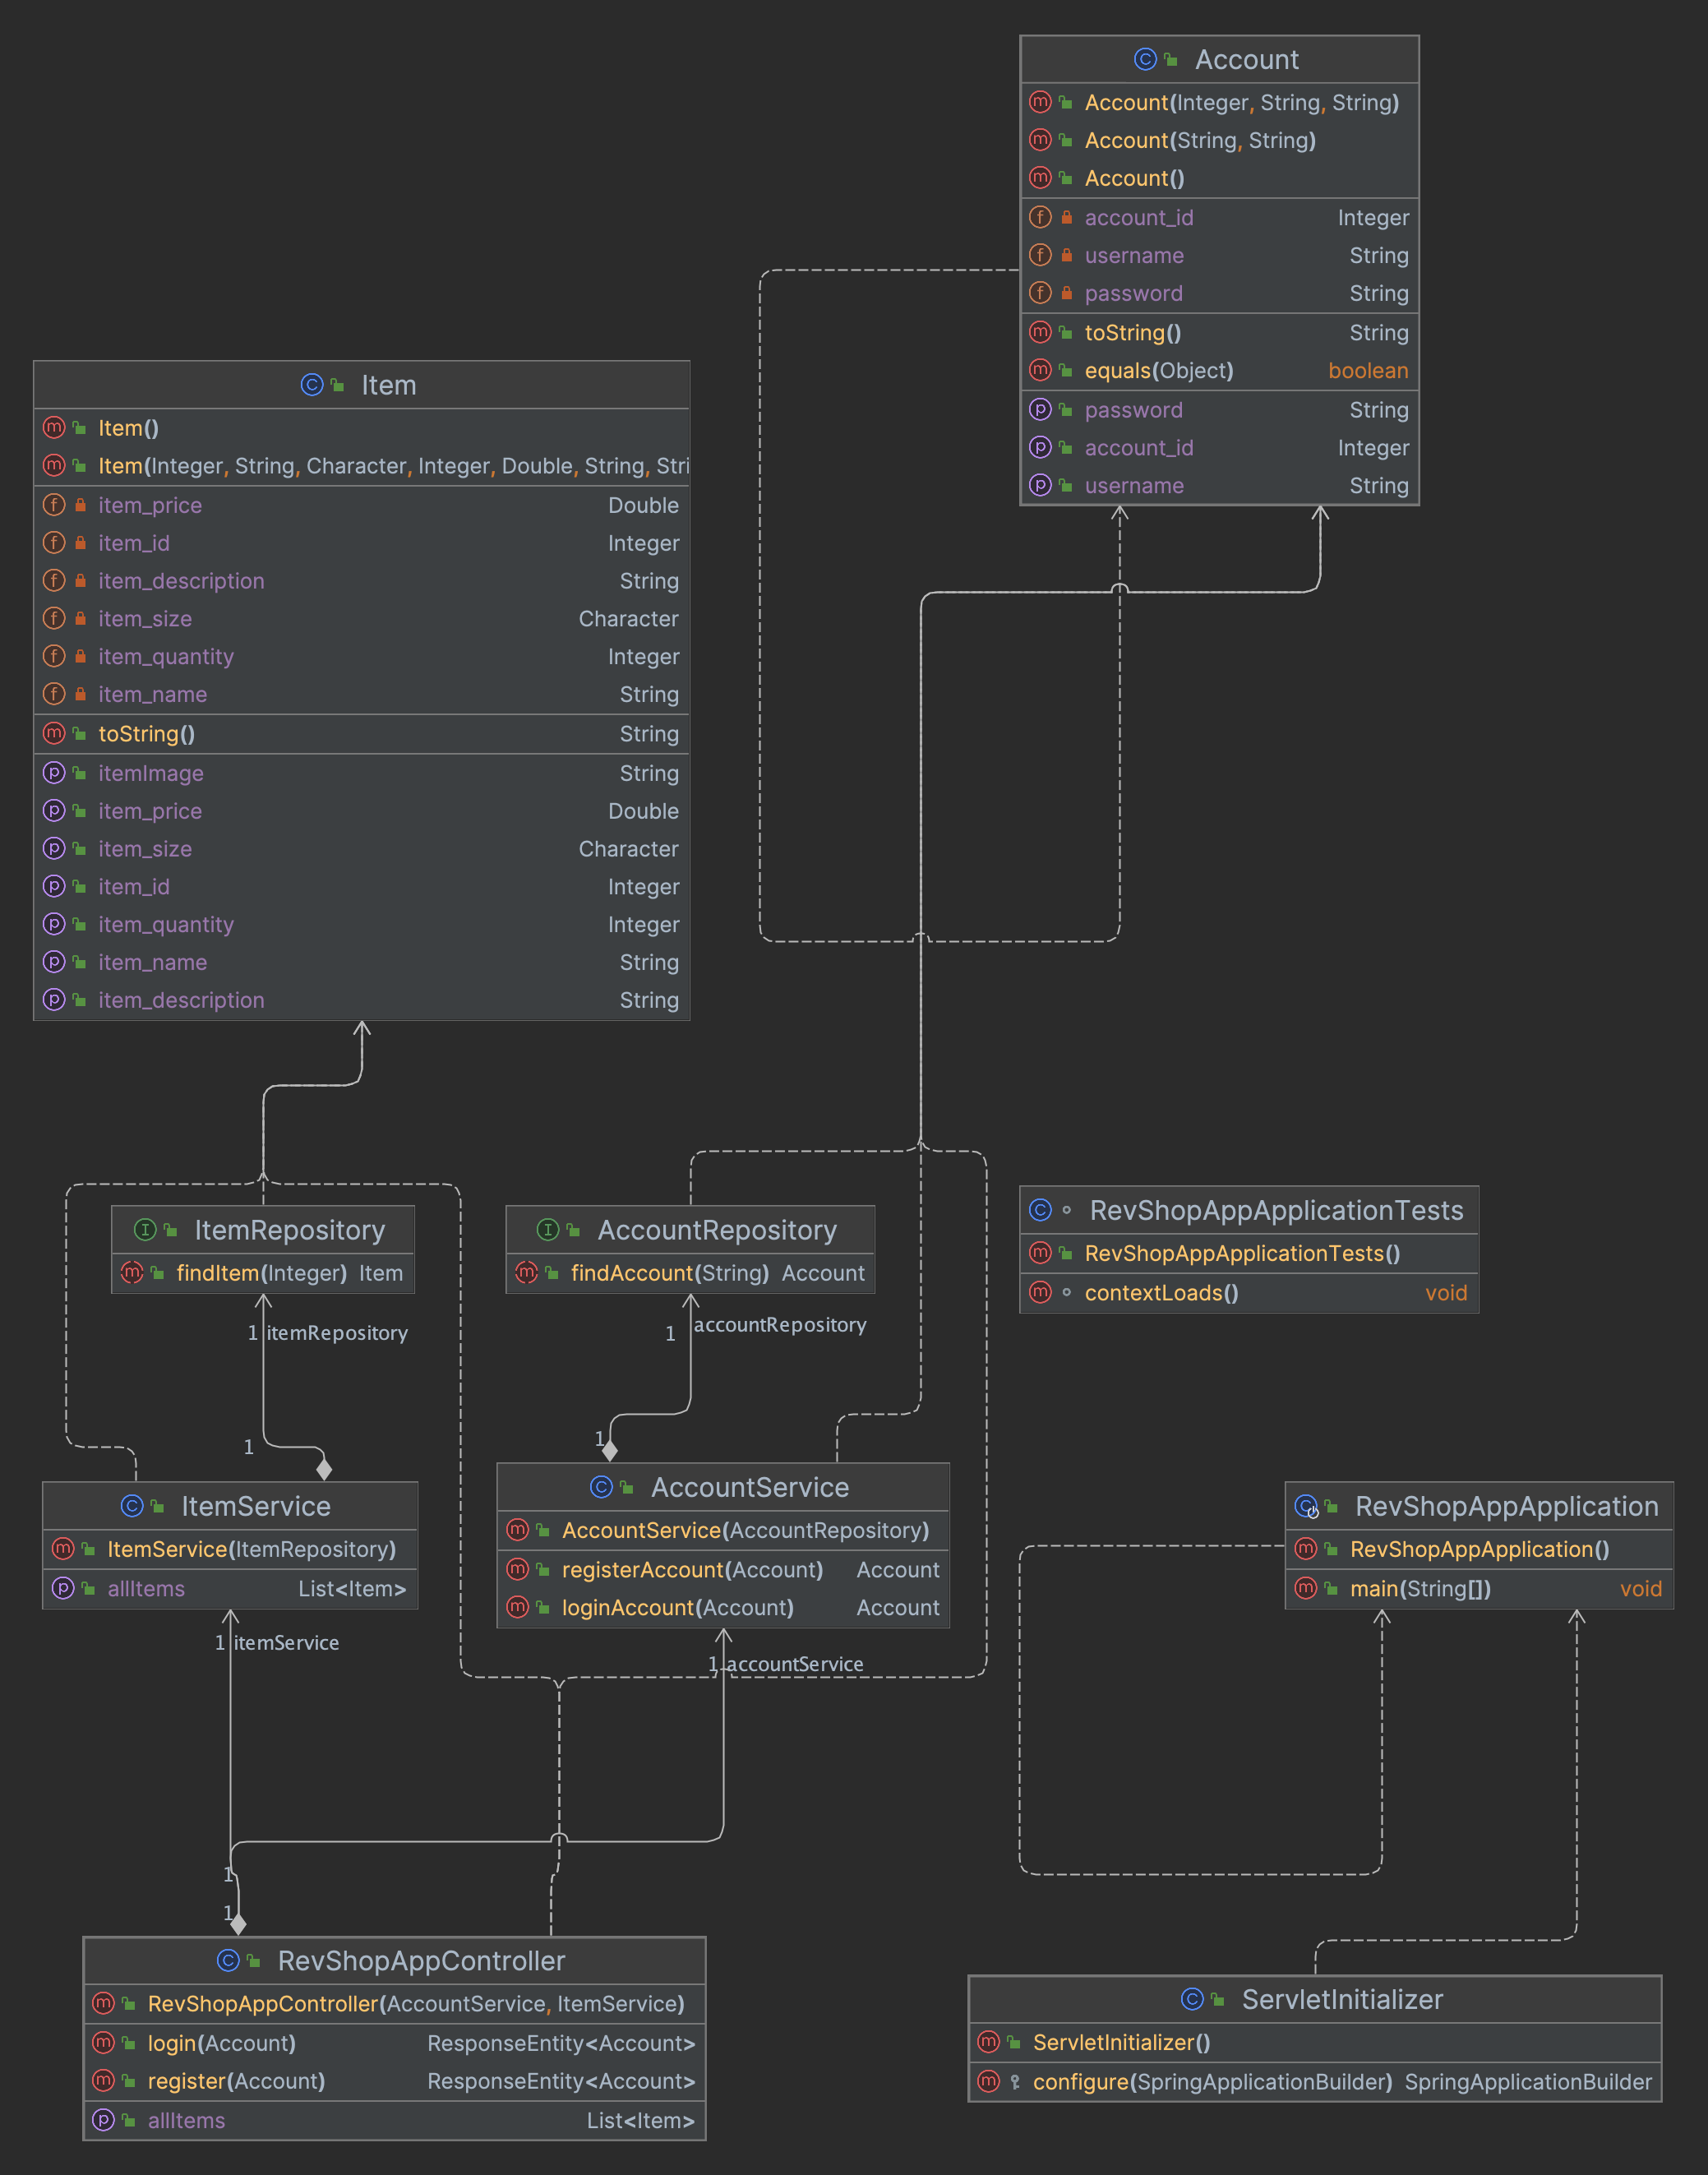 Account
Account(Integer, String, String)
Account(String, String)
Account()
account_id Integer
username String
password String
toString() String
equals(Object) boolean
password String
account_id Integer
username String
Item
Item()
Item(Integer, String, Character, Integer, Double, String, Stri
item_price Double
item_id Integer
item_description String
item_size Character
item_quantity Integer
item_name String
toString() String
itemImage String
item_price Double
item_size Character
item_id Integer
item_quantity Integer
item_name String
item_description String
ItemRepository
findItem(Integer) Item
1 itemRepository
1
AccountRepository
findAccount(String) Account
1 accountRepository
1
RevShopAppApplicationTests
RevShopAppApplicationTests()
contextLoads() void
ItemService
ItemService(ItemRepository)
allItems List<Item>
1 itemService
AccountService
AccountService(AccountRepository)
registerAccount(Account) Account
loginAccount(Account) Account
1 accountService
RevShopAppApplication
RevShopAppApplication()
main(String[]) void
1
1
RevShopAppController
RevShopAppController(AccountService, ItemService)
login(Account) ResponseEntity<Account>
register(Account) ResponseEntity<Account>
allItems List<Item>
ServletInitializer
ServletInitializer()
configure(SpringApplicationBuilder) SpringApplicationBuilder